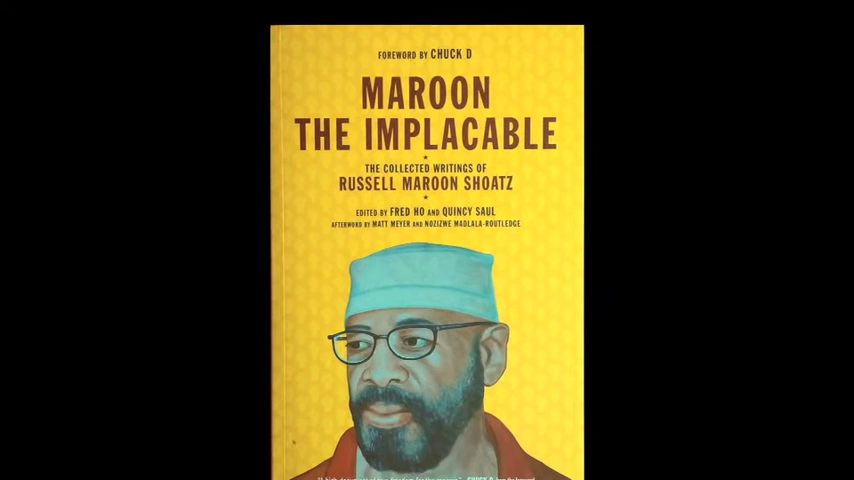 FOREWORD BY CHUCK D
MAROON
THE IMPLACABLE
THE COLLECTED WRITINGS OF
RUSSELL MAROON SHOATZ
EDITED BY FRED HO AND QUINCY SAUL
AFTERWORD BY MATT MEYER AND NOZIZWE MADLALA-ROUTLEDGE
CHUCK D